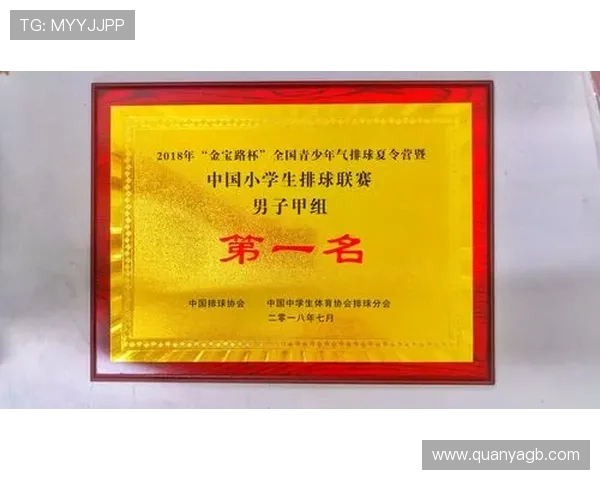 TG: MYYJJPP
2018年“金宝路杯”全国青少年气排球夏令营暨
中国小学生排球联赛
男子甲组
第一名
中国排球协会 中国中学生体育协会排球分会
二零一八年七月
www.quanyagb.com